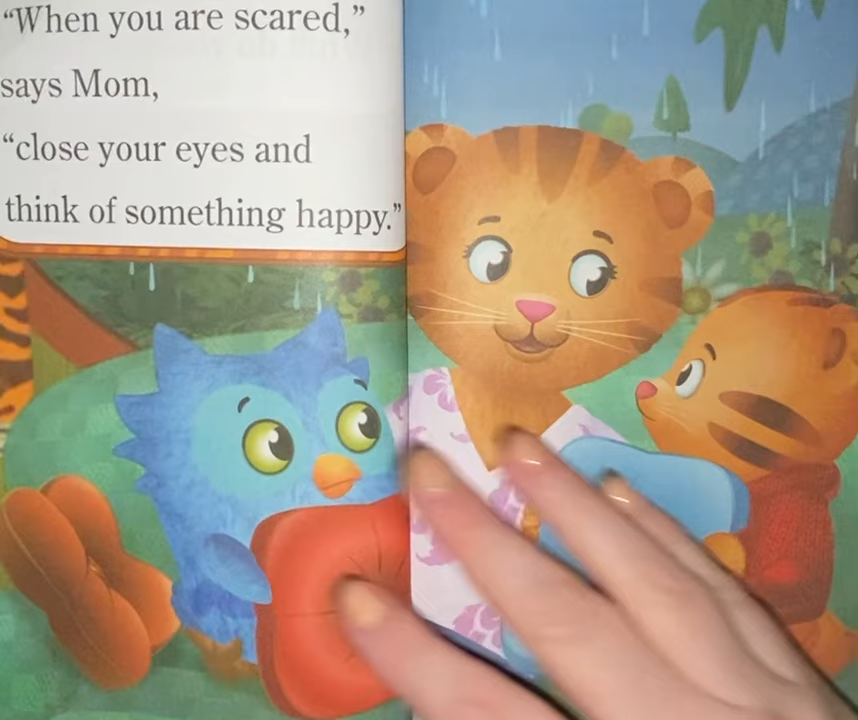 “When you are scared,”
says Mom,
“close your eyes and
think of something happy.”